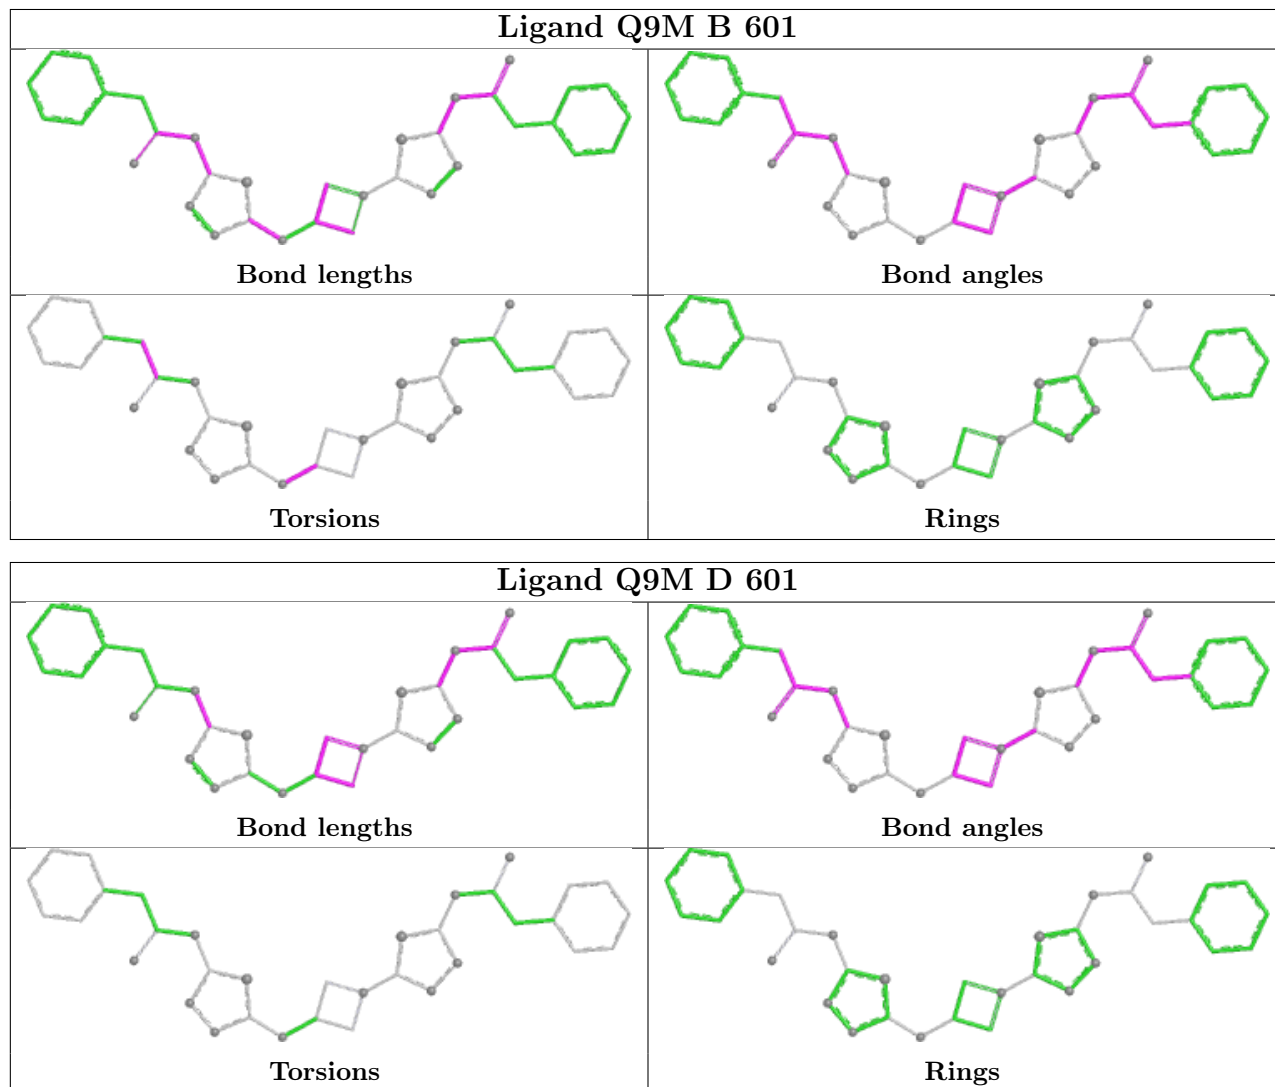 Ligand Q9M B 601
Bond lengths
Bond angles
Torsions
Rings
Ligand Q9M D 601
Bond lengths
Bond angles
Torsions
Rings